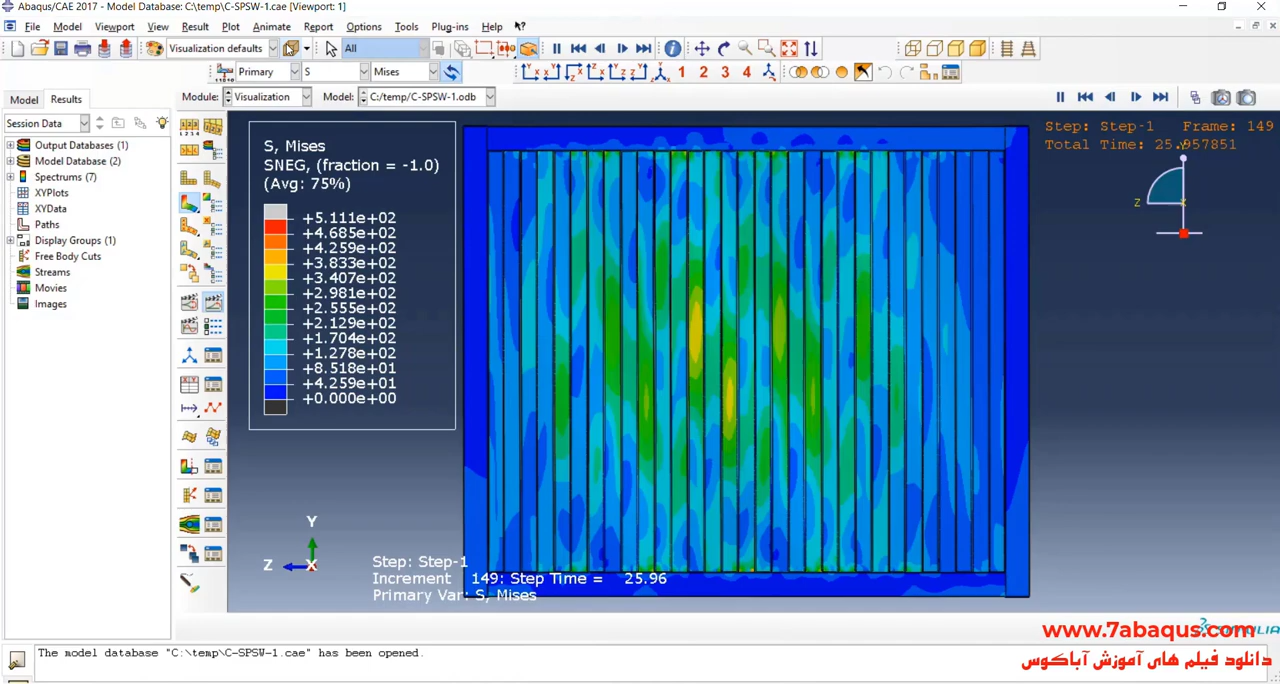 Abaqus/CAE 2017 - Model Database: C:\temp\C-SPSW-1.cae [Viewport: 1]
File Model Viewport View Result Plot Animate Report Options Tools Plug-ins Help
Visualization defaults All
Primary S Mises 1 2 3 4
Model Results Module: Visualization Model: C:/temp/C-SPSW-1.odb
Session Data
Output Databases (1)
Model Database (2)
Spectrums (7)
XYPlots
XYData
Paths
Display Groups (1)
Free Body Cuts
Streams
Movies
Images
S, Mises
SNEG, (fraction = -1.0)
(Avg: 75%)
+5.111e+02
+4.685e+02
+4.259e+02
+3.833e+02
+3.407e+02
+2.981e+02
+2.555e+02
+2.129e+02
+1.704e+02
+1.278e+02
+8.518e+01
+4.259e+01
+0.000e+00
Step: Step-1 Frame: 149
Total Time: 25.957851
Y
Z
X
Y
Z
X
Step: Step-1
Increment 149: Step Time = 25.96
Primary Var: S, Mises
www.7abaqus.com
دانلود فیلم های آموزش آباکوس
The model database "C:\temp\C-SPSW-1.cae" has been opened.